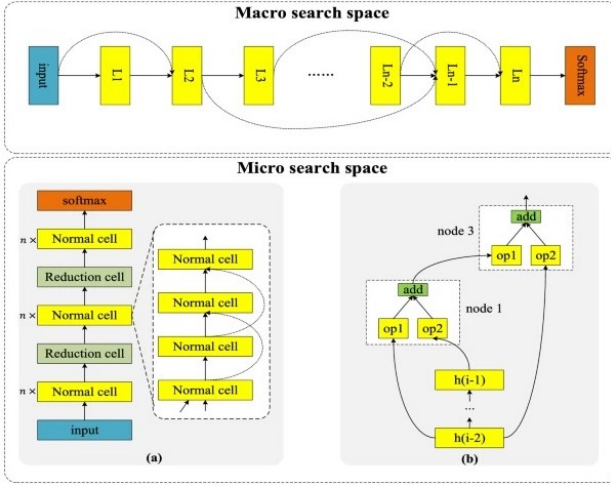 Macro search space
input
L1
L2
L3
......
Ln-2
Ln-1
Ln
Softmax
Micro search space
softmax
n × Normal cell
Reduction cell
n × Normal cell
Reduction cell
n × Normal cell
input
Normal cell
Normal cell
Normal cell
Normal cell
(a)
add
node 3
op1 op2
add
node 1
op1 op2
h(i-1)
...
h(i-2)
(b)